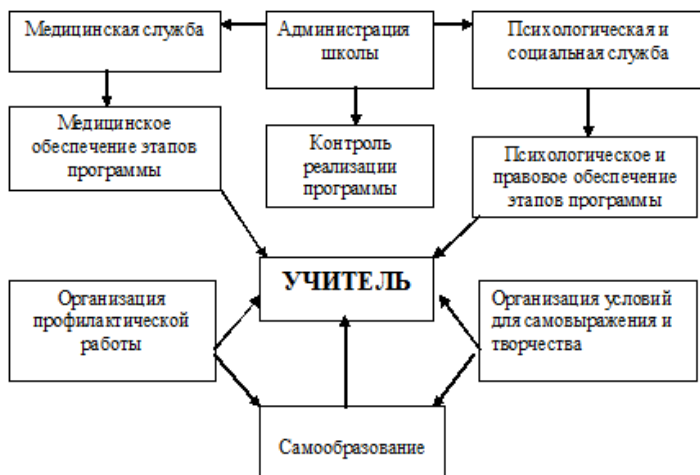 Медицинская служба
Администрация
школы
Психологическая и
социальная служба
Медицинское
обеспечение этапов
программы
Контроль
реализации
программы
Психологическое и
правовое обеспечение
этапов программы
УЧИТЕЛЬ
Организация
профилактической
работы
Организация условий
для самовыражения и
творчества
Самообразование